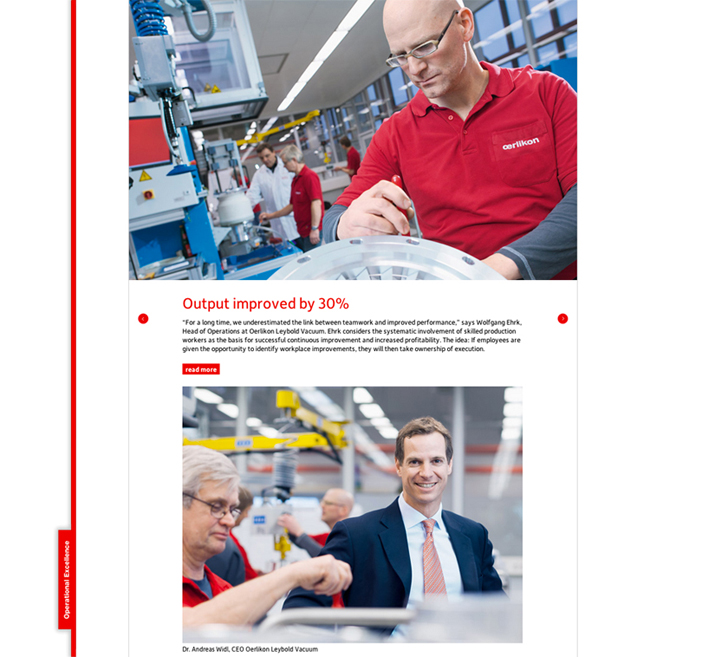 œrlikon
Output improved by 30%
"For a long time, we underestimated the link between teamwork and improved performance," says Wolfgang Ehrk,
Head of Operations at Oerlikon Leybold Vacuum. Ehrk considers the systematic involvement of skilled production
workers as the basis for successful continuous improvement and increased profitability. The idea: If employees are
given the opportunity to identify workplace improvements, they will then take ownership of execution.
read more
Operational Excellence
Dr. Andreas Widl, CEO Oerlikon Leybold Vacuum